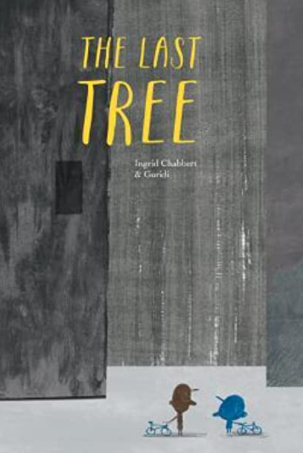 THE LAST
TREE
Ingrid Chabbert
& Guridi